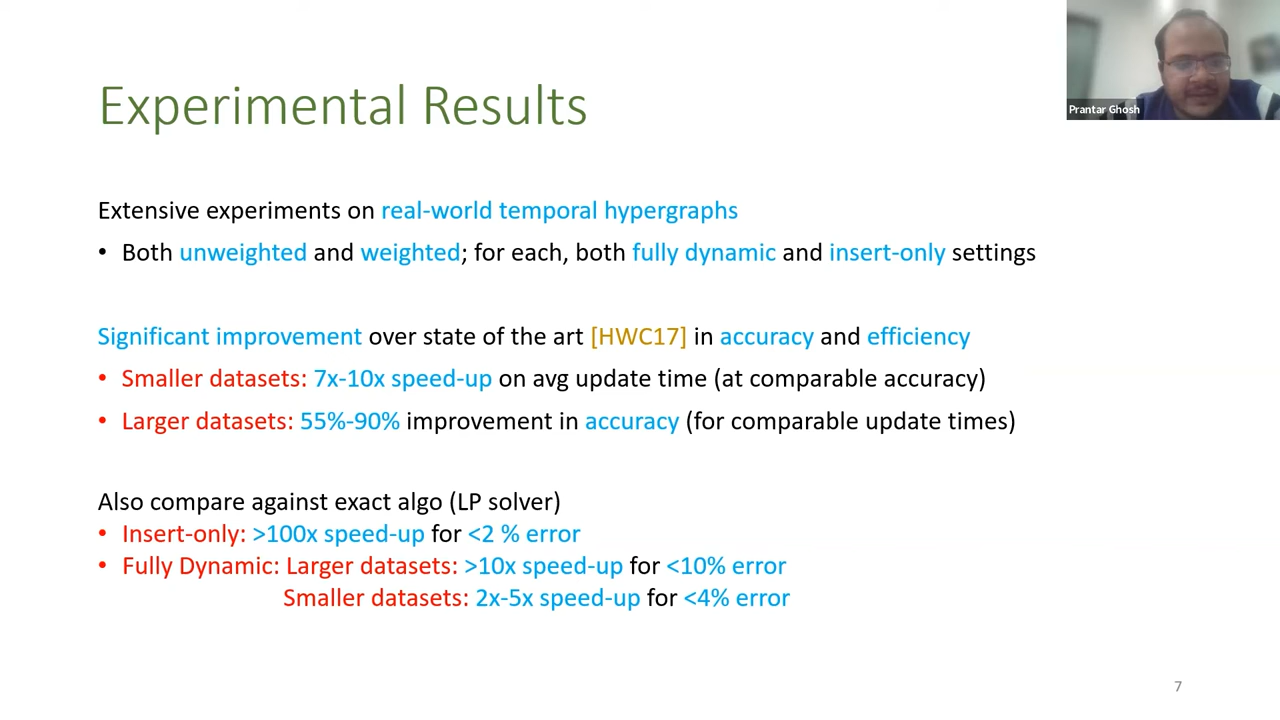 Prantar Ghosh
Experimental Results
Extensive experiments on real-world temporal hypergraphs
• Both unweighted and weighted; for each, both fully dynamic and insert-only settings
Significant improvement over state of the art [HWC17] in accuracy and efficiency
• Smaller datasets: 7x-10x speed-up on avg update time (at comparable accuracy)
• Larger datasets: 55%-90% improvement in accuracy (for comparable update times)
Also compare against exact algo (LP solver)
• Insert-only: >100x speed-up for <2 % error
• Fully Dynamic: Larger datasets: >10x speed-up for <10% error
Smaller datasets: 2x-5x speed-up for <4% error
7